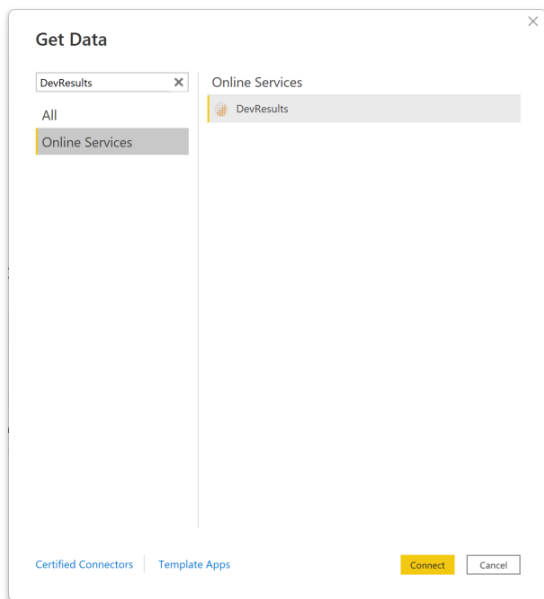 Get Data
DevResults
All
Online Services
Online Services
DevResults
Certified Connectors
Template Apps
Connect
Cancel